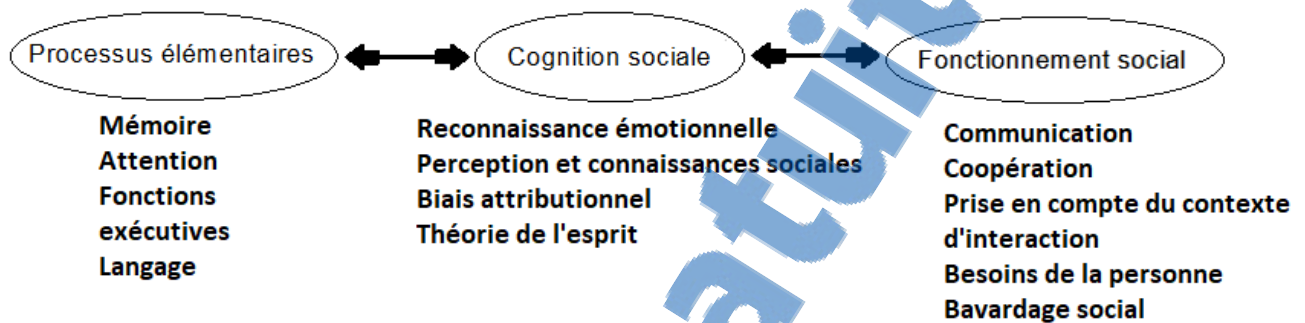 Processus élémentaires
Cognition sociale
Fonctionnement social
Mémoire
Attention
Fonctions
exécutives
Langage
Reconnaissance émotionnelle
Perception et connaissances sociales
Biais attributionnel
Théorie de l'esprit
Communication
Coopération
Prise en compte du contexte
d'interaction
Besoins de la personne
Bavardage social
atuit